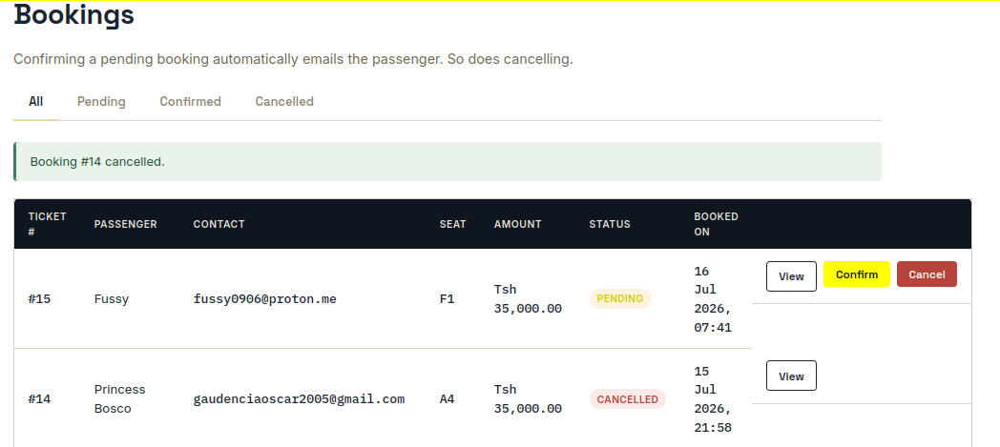 Bookings
Confirming a pending booking automatically emails the passenger. So does cancelling.
All Pending Confirmed Cancelled
Booking #14 cancelled.
TICKET # PASSENGER CONTACT SEAT AMOUNT STATUS BOOKED ON
#15 Fussy fussy0906@proton.me F1 Tsh 35,000.00 PENDING 16 Jul 2026, 07:41 View Confirm Cancel
#14 Princess Bosco gaudenciaoscar2005@gmail.com A4 Tsh 35,000.00 CANCELLED 15 Jul 2026, 21:58 View